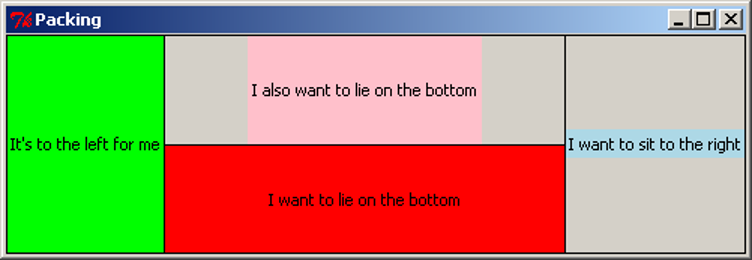 Packing
I also want to lie on the bottom
It's to the left for me
I want to sit to the right
I want to lie on the bottom